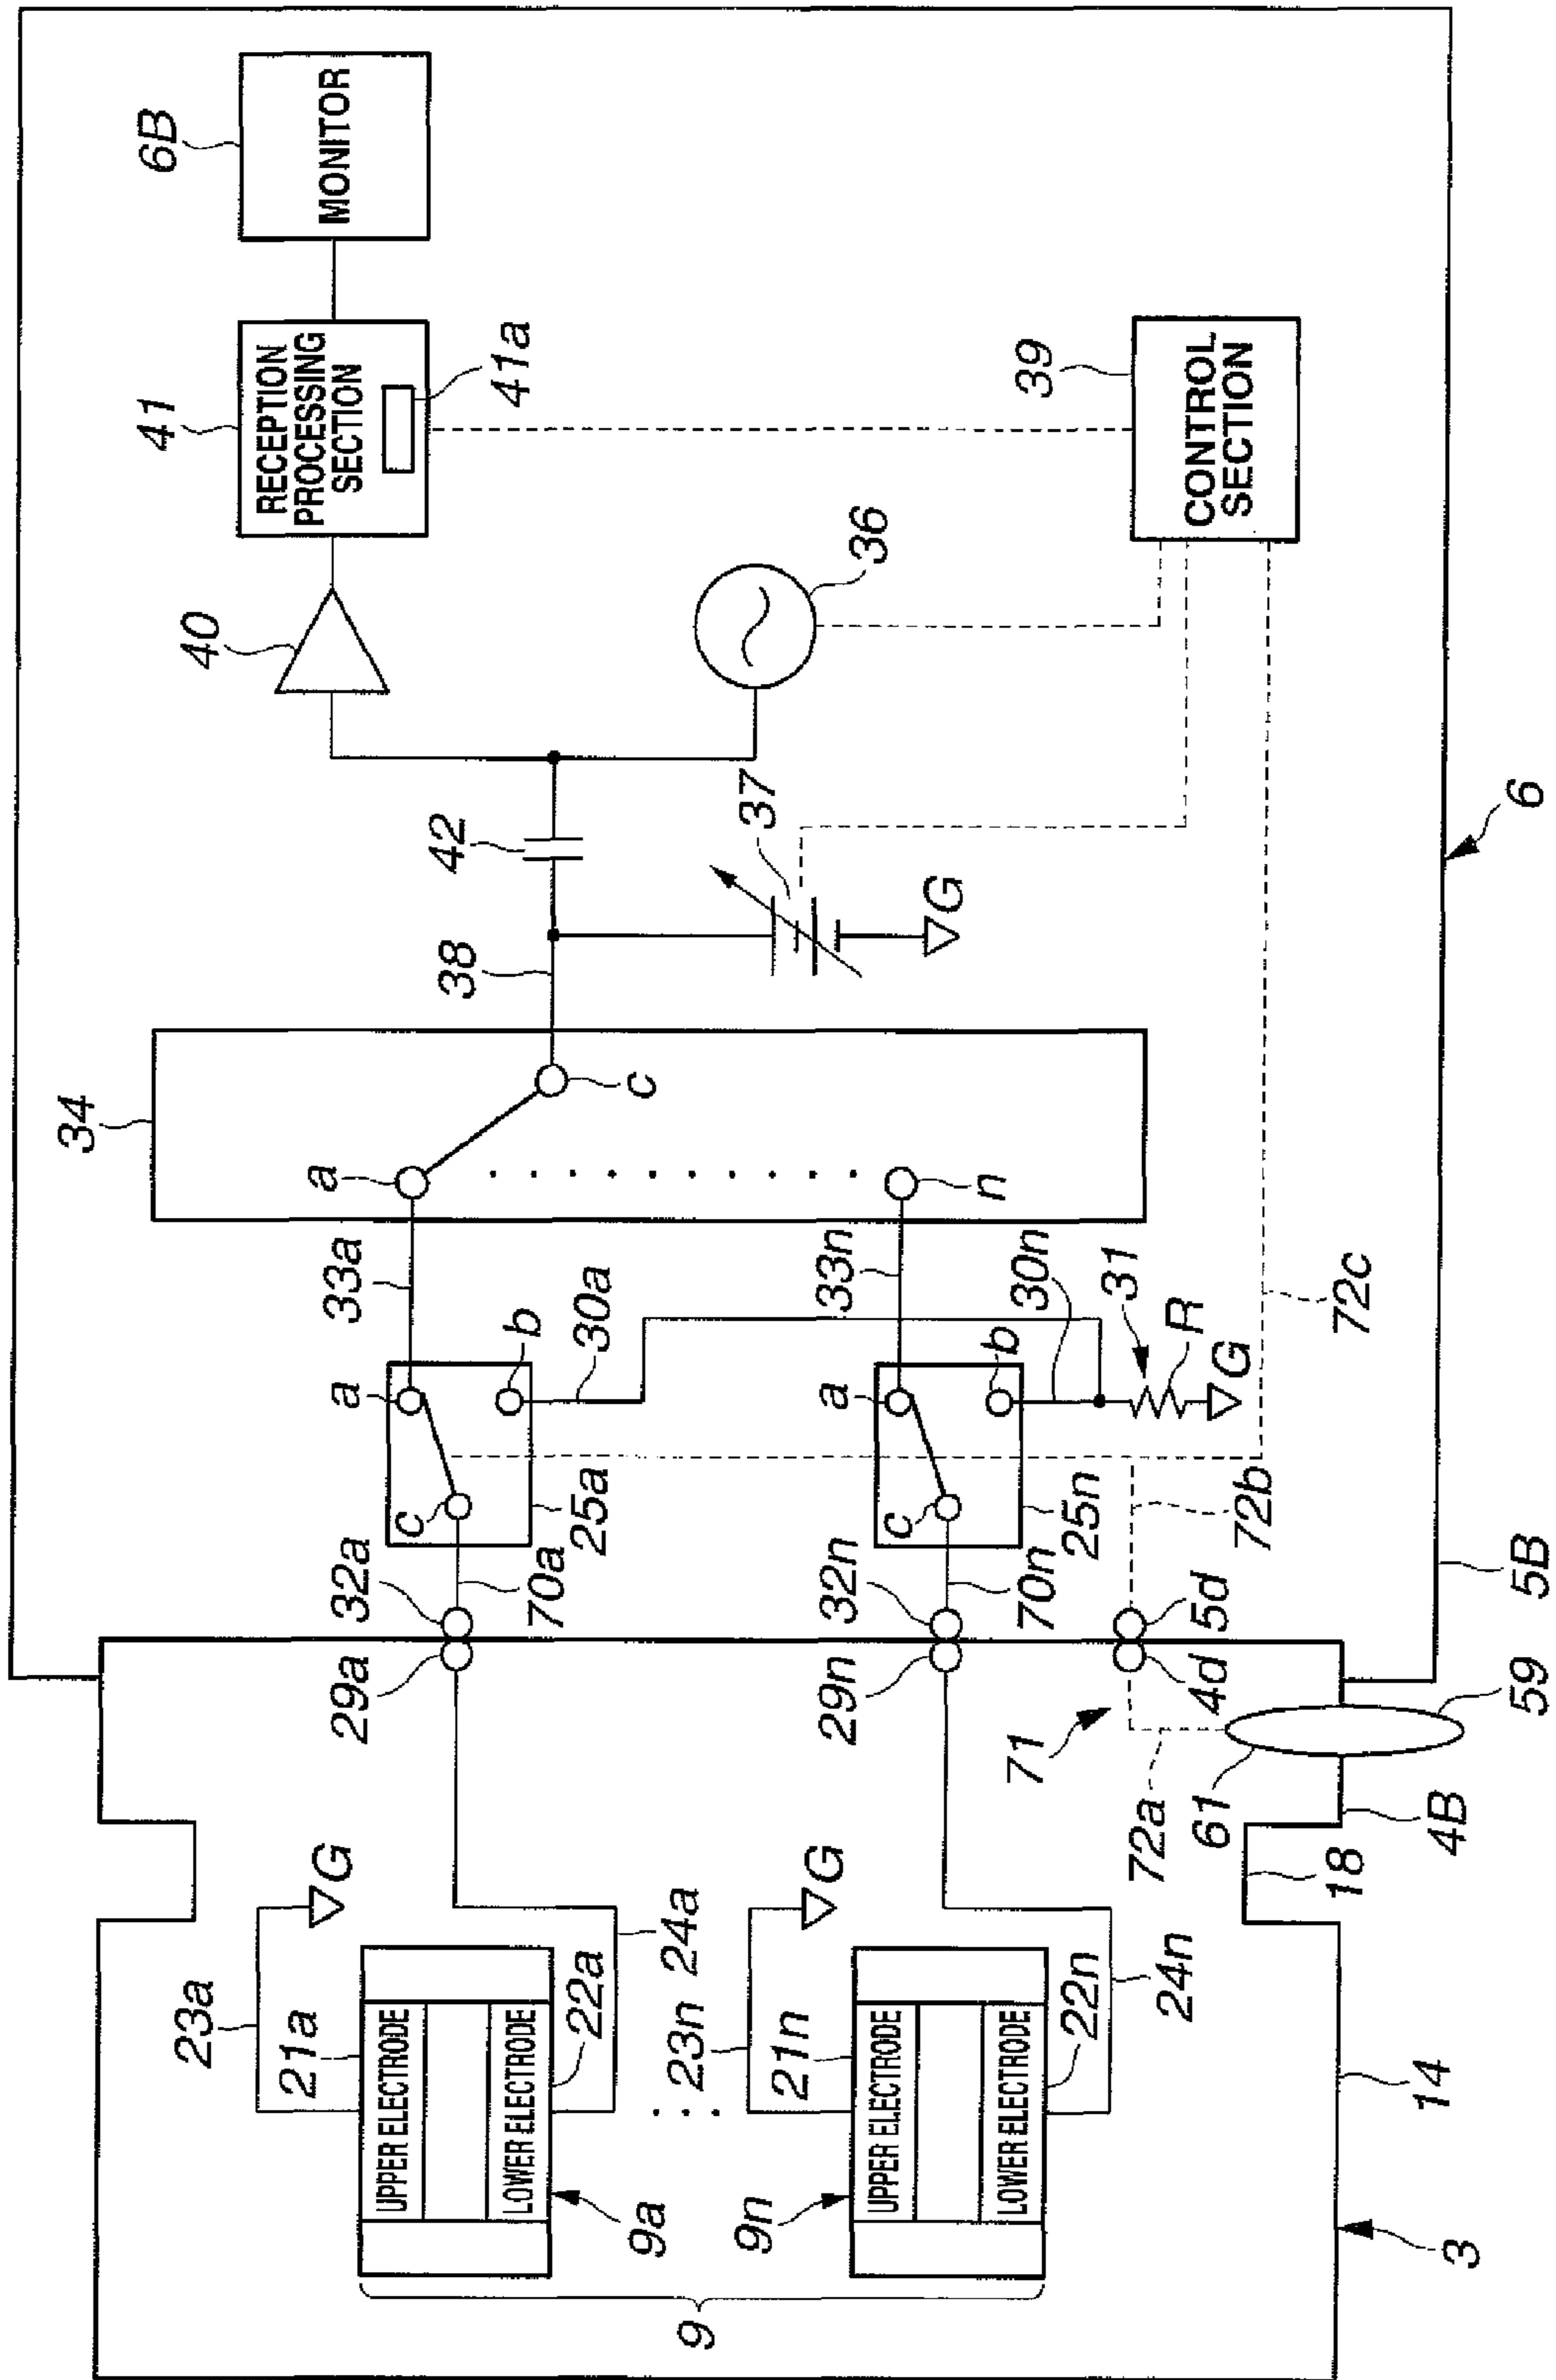 6B
MONITOR
41
RECEPTION
PROCESSING
SECTION
41a
40
36
39
CONTROL
SECTION
42
37
38
G
6
34
a
c
n
33a
33n
a
b
30a
c
25a
a
b
30n
c
25n
31
R
G
72c
72b
32a
70a
29a
32n
70n
29n
5d
4d
5B
71
72a
61
59
4B
18
23a
G
21a
UPPER ELECTRODE
LOWER ELECTRODE
22a
24a
9a
23n
G
21n
UPPER ELECTRODE
LOWER ELECTRODE
22n
24n
9n
9
14
3